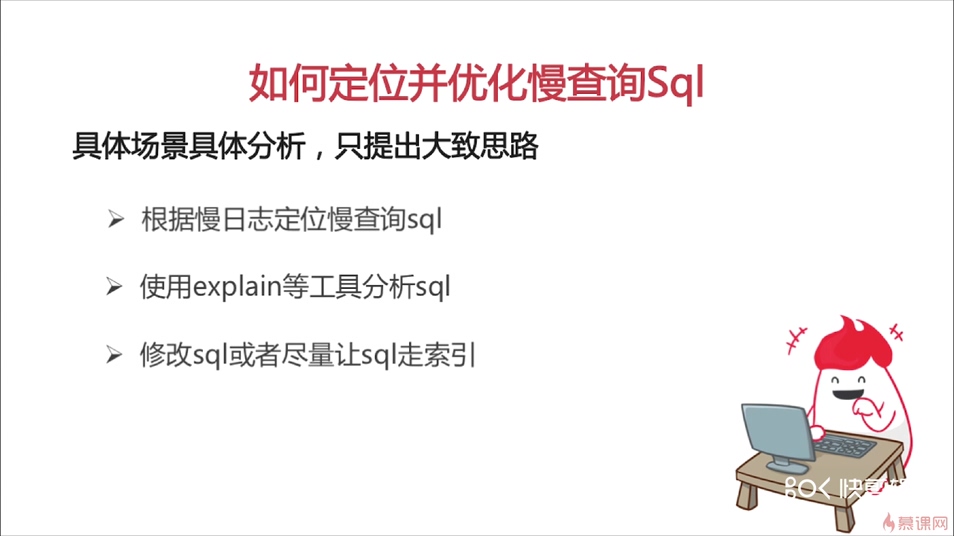 如何定位并优化慢查询Sql
具体场景具体分析，只提出大致思路
➢ 根据慢日志定位慢查询sql
➢ 使用explain等工具分析sql
➢ 修改sql或者尽量让sql走索引
慕课网